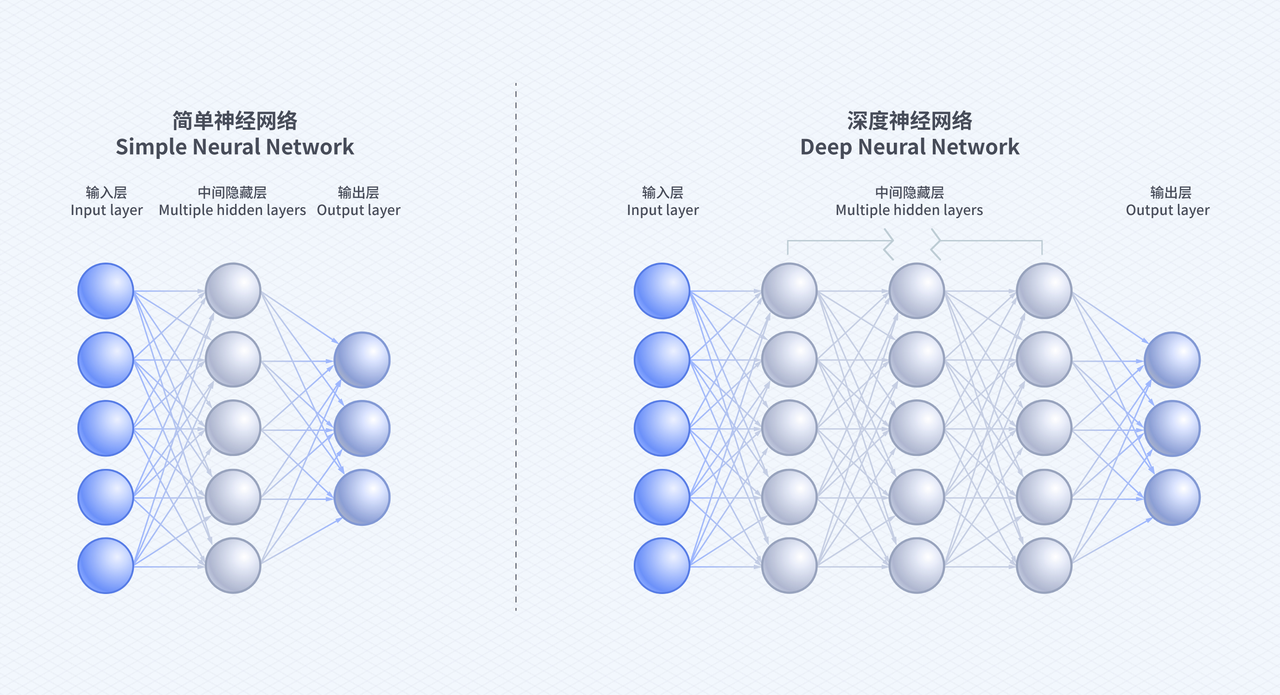 简单神经网络
Simple Neural Network
输入层
Input layer
中间隐藏层
Multiple hidden layers
输出层
Output layer
深度神经网络
Deep Neural Network
输入层
Input layer
中间隐藏层
Multiple hidden layers
输出层
Output layer